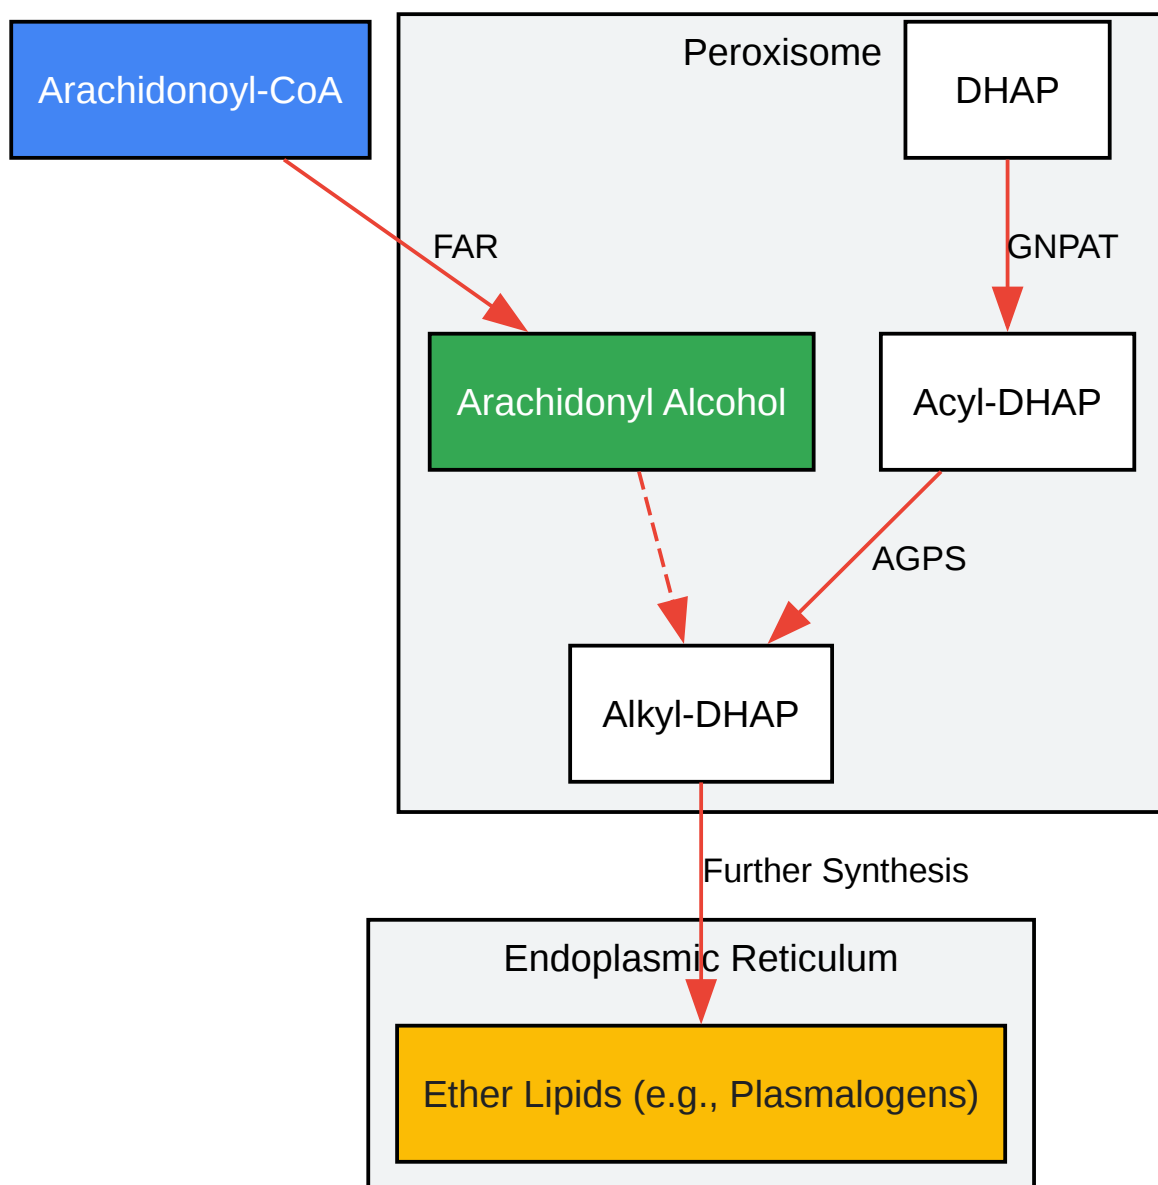 Arachidonoyl-CoA
Peroxisome
DHAP
FAR
GNPAT
Arachidonyl Alcohol
Acyl-DHAP
AGPS
Alkyl-DHAP
Further Synthesis
Endoplasmic Reticulum
Ether Lipids (e.g., Plasmalogens)